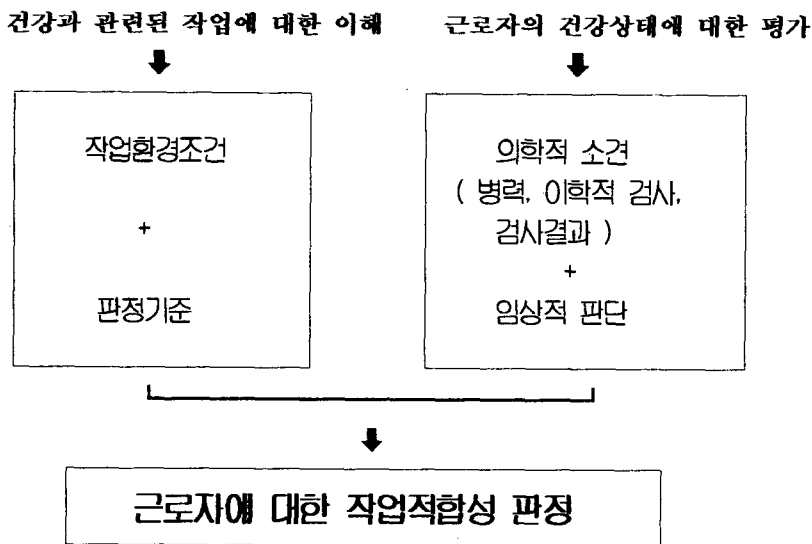 건강과 관련된 작업에 대한 이해
근로자의 건강상태에 대한 평가
작업환경조건
+
판정기준
의학적 소견
( 병력, 이학적 검사,
검사결과 )
+
임상적 판단
근로자에 대한 작업적합성 판정